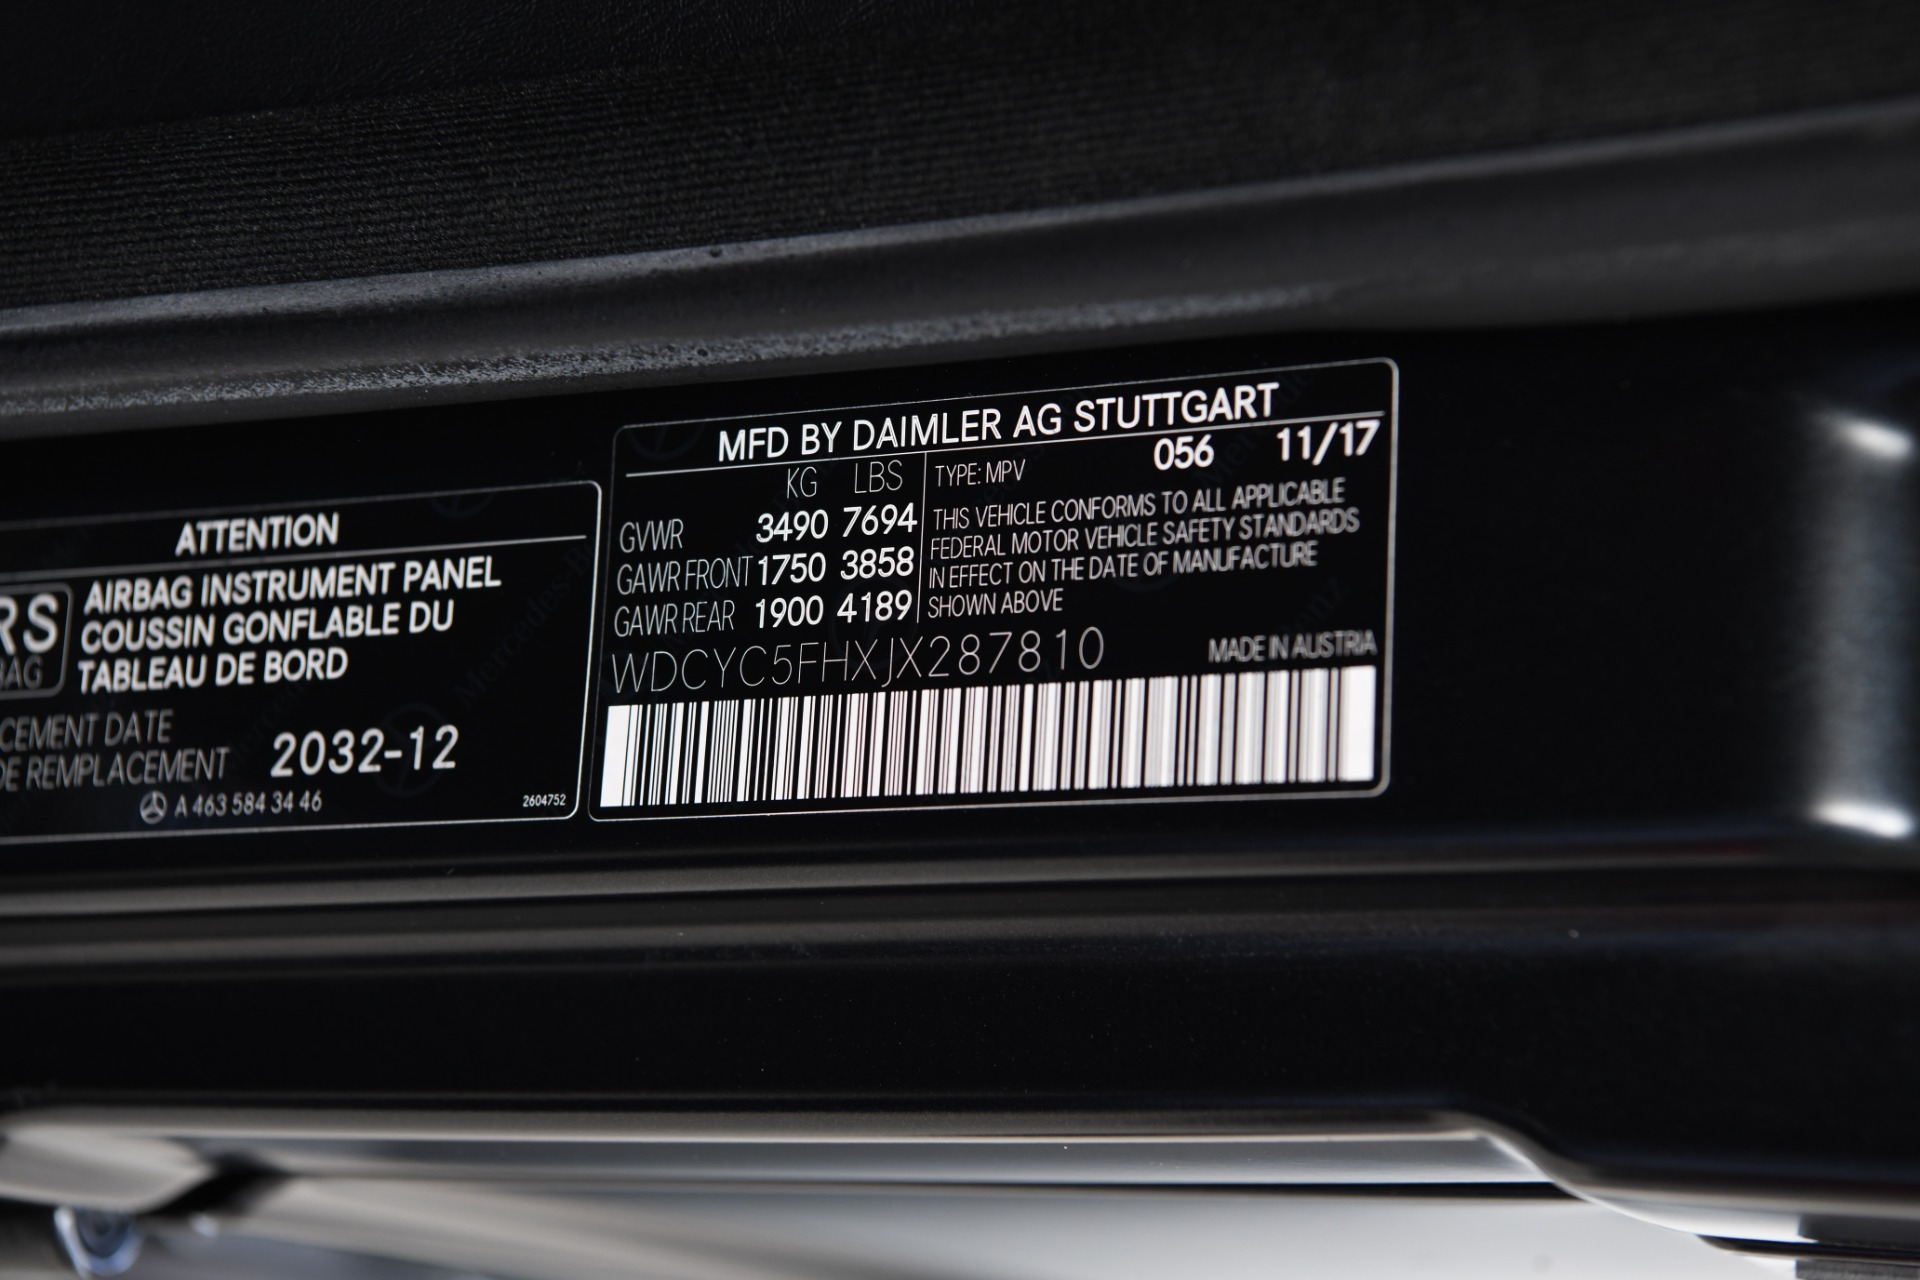 ATTENTION
RS
BAG
AIRBAG INSTRUMENT PANEL
COUSSIN GONFLABLE DU
TABLEAU DE BORD
CEMENT DATE
DE REMPLACEMENT 2032-12
A 463 584 34 46
2604752
MFD BY DAIMLER AG STUTTGART
KG LBS
GVWR 3490 7694
GAWR FRONT 1750 3858
GAWR REAR 1900 4189
TYPE: MPV 056 11/17
THIS VEHICLE CONFORMS TO ALL APPLICABLE
FEDERAL MOTOR VEHICLE SAFETY STANDARDS
IN EFFECT ON THE DATE OF MANUFACTURE
SHOWN ABOVE
WDCYC5FHXJX287810
MADE IN AUSTRIA